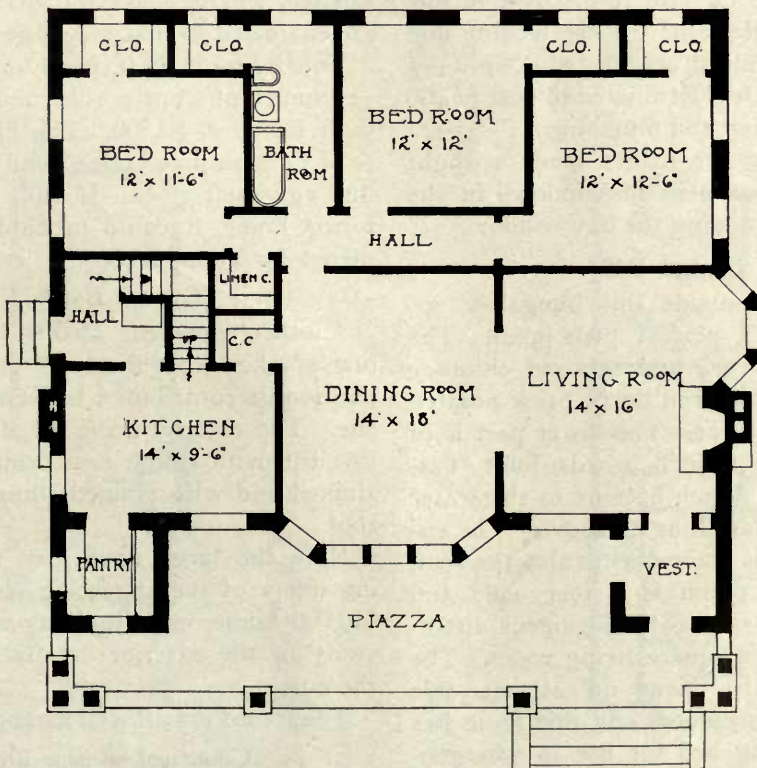 CLO.
CLO.
CLO.
CLO.
BED ROOM
12' x 11'-6"
BATH
ROOM
BED ROOM
12' x 12'
BED ROOM
12' x 12'-6"
HALL
LINEN C.
HALL
UP
C.C
KITCHEN
14' x 9'-6"
DINING ROOM
14' x 18'
LIVING ROOM
14' x 16'
PANTRY
VEST.
PIAZZA